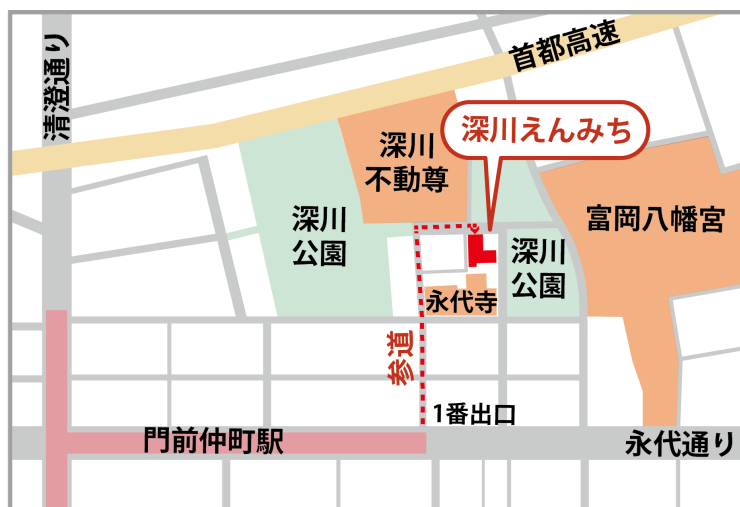 首都高速
清澄通り
深川えんみち
深川
不動尊
深川
公園
富岡八幡宮
深川
公園
永代寺
参道
1番出口
門前仲町駅
永代通り